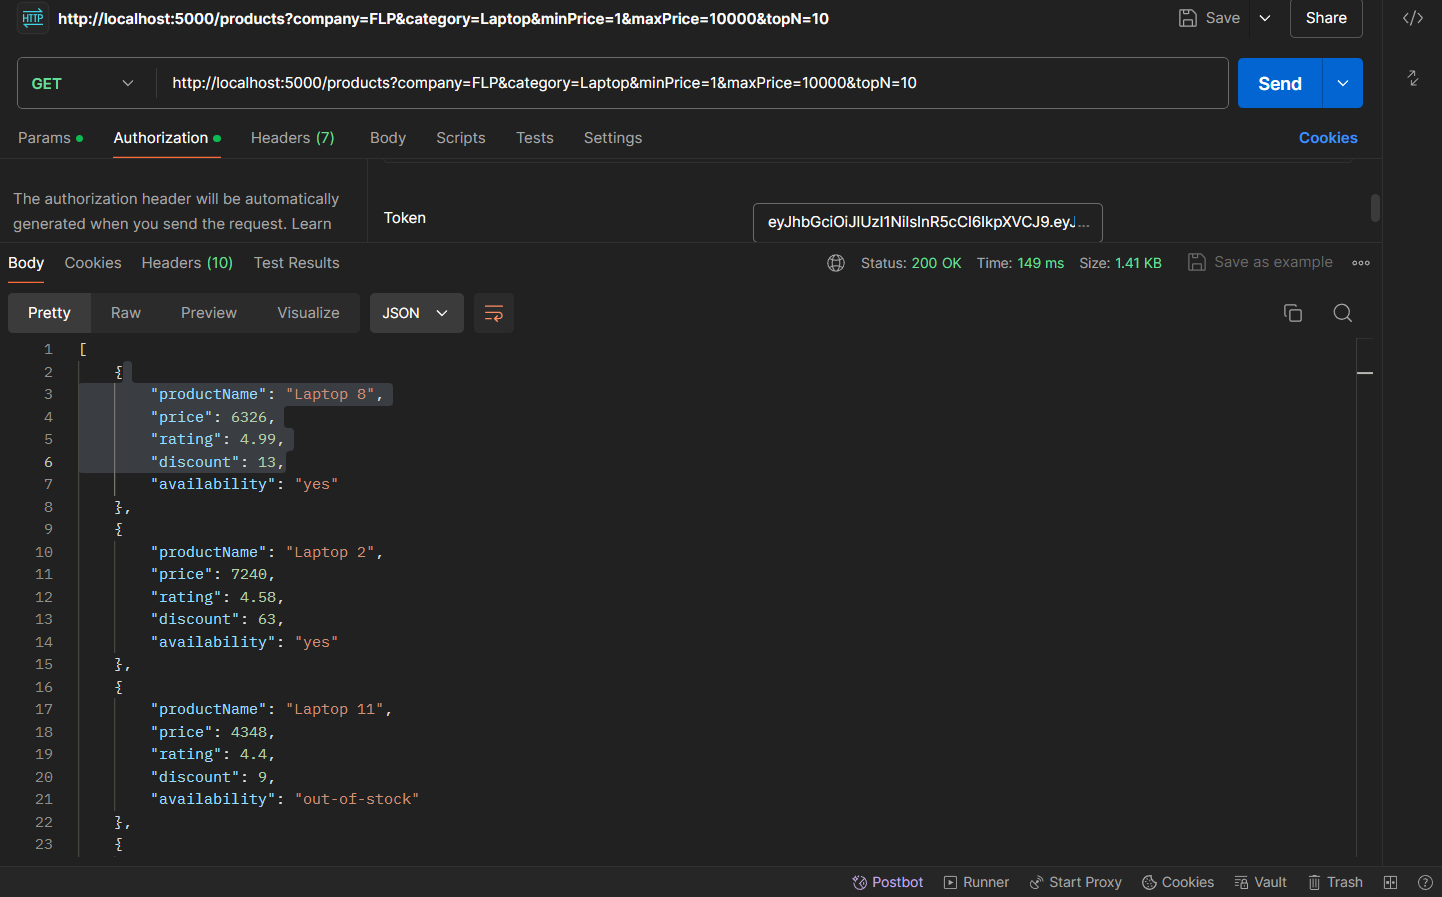 HTTP http://localhost:5000/products?company=FLP&category=Laptop&minPrice=1&maxPrice=10000&topN=10 Save Share
GET http://localhost:5000/products?company=FLP&category=Laptop&minPrice=1&maxPrice=10000&topN=10 Send
Params Authorization Headers (7) Body Scripts Tests Settings Cookies
The authorization header will be automatically
generated when you send the request. Learn
Token eyJhbGciOiJIUzI1NiIsInR5cCI6IkpXVCJ9.eyJ...
Body Cookies Headers (10) Test Results Status: 200 OK Time: 149 ms Size: 1.41 KB Save as example
Pretty Raw Preview Visualize JSON
1 [
2 {
3 "productName": "Laptop 8",
4 "price": 6326,
5 "rating": 4.99,
6 "discount": 13,
7 "availability": "yes"
8 },
9 {
10 "productName": "Laptop 2",
11 "price": 7240,
12 "rating": 4.58,
13 "discount": 63,
14 "availability": "yes"
15 },
16 {
17 "productName": "Laptop 11",
18 "price": 4348,
19 "rating": 4.4,
20 "discount": 9,
21 "availability": "out-of-stock"
22 },
23 {
Postbot Runner Start Proxy Cookies Vault Trash